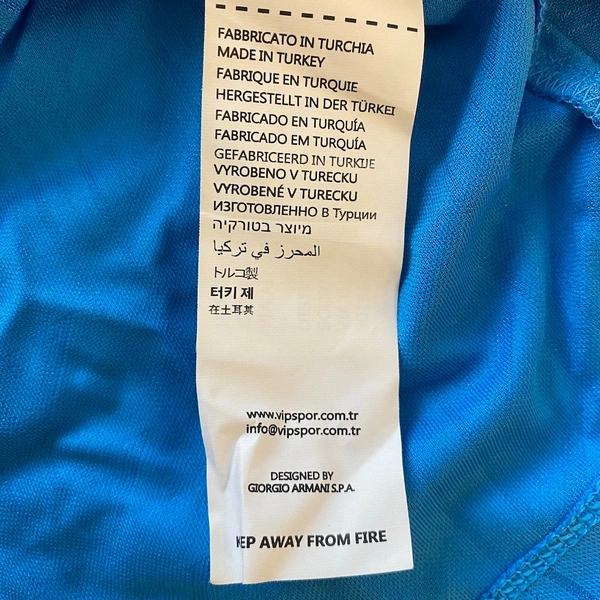 FABBRICATO IN TURCHIA
MADE IN TURKEY
FABRIQUE EN TURQUIE
HERGESTELLT IN DER TÜRKEI
FABRICADO EN TURQUÍA
FABRICADO EM TURQUÍA
GEFABRICEERD IN TURKIJE
VYROBENO V TURECKU
VYROBENÉ V TURECKU
ИЗГОТОВЛЕННО В Турции
מיוצר בטורקיה
المحرز في تركيا
トルコ製
터키 제
在土耳其
www.vipspor.com.tr
info@vipspor.com.tr
DESIGNED BY
GIORGIO ARMANI S.P.A.
EP AWAY FROM FIRE